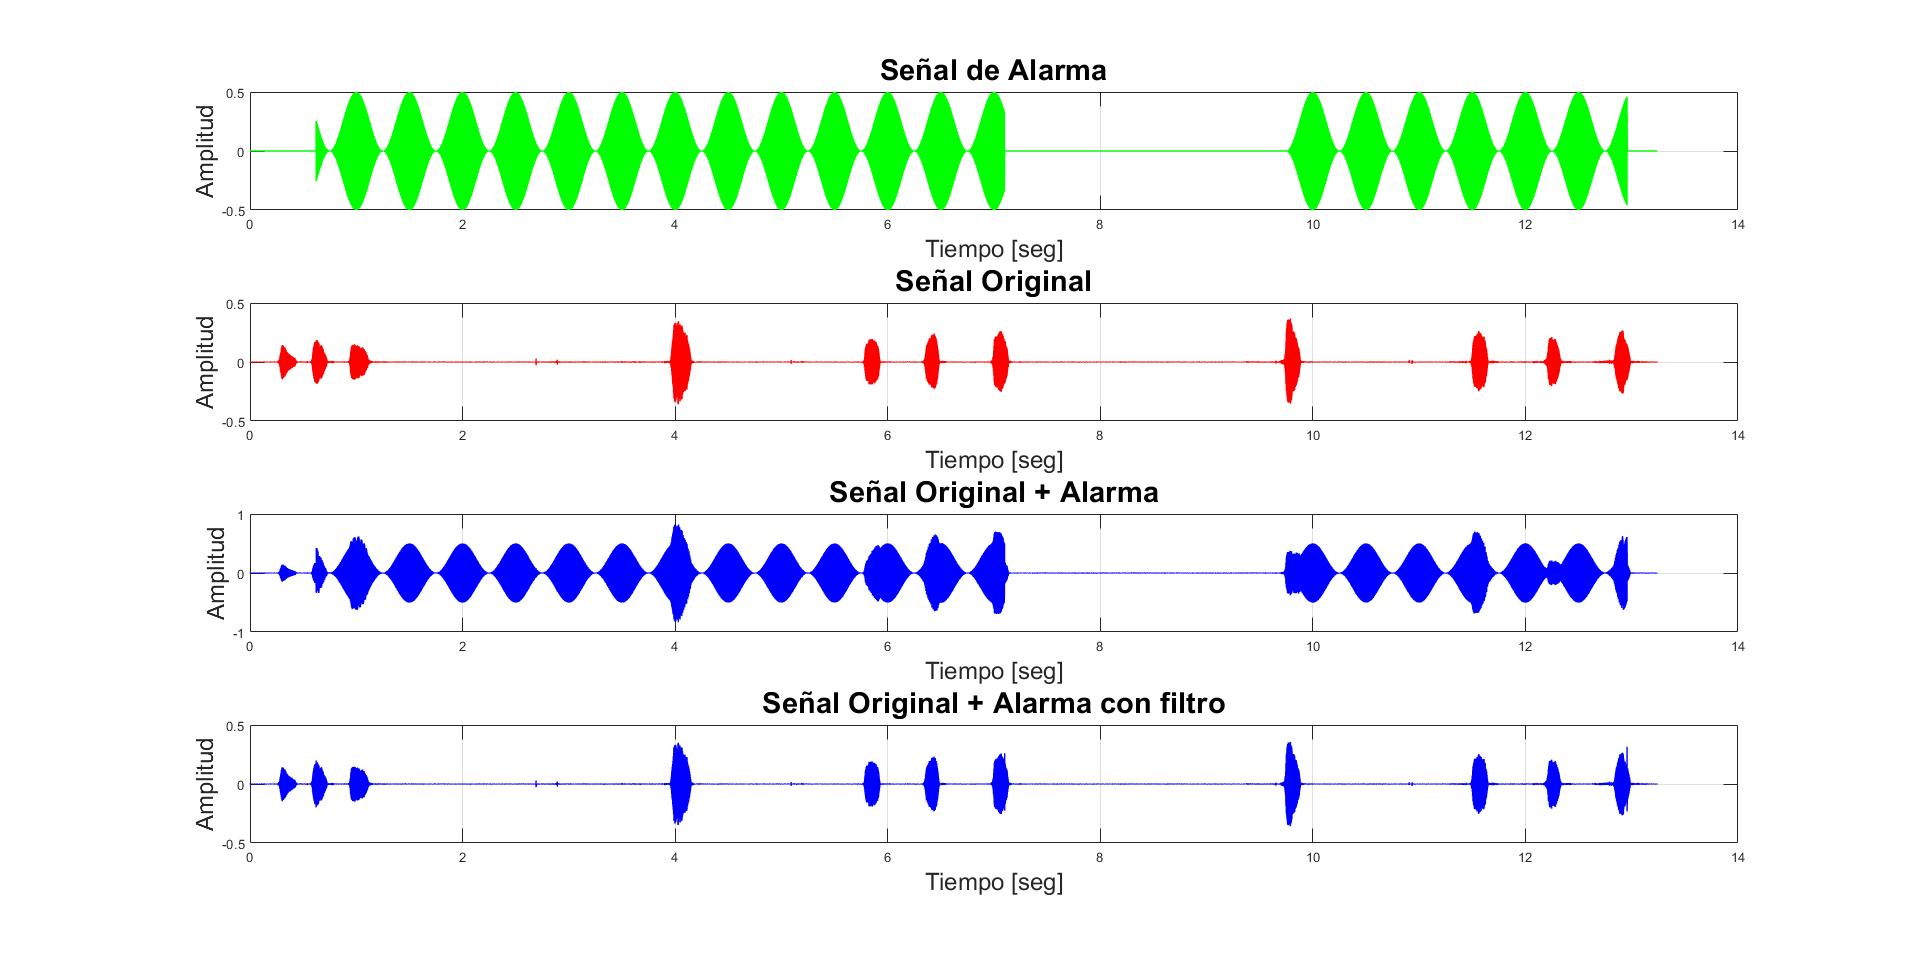 Señal de Alarma
Amplitud
0.5
0
-0.5
0 2 4 6 8 10 12 14
Tiempo [seg]
Señal Original
Amplitud
0.5
0
-0.5
0 2 4 6 8 10 12 14
Tiempo [seg]
Señal Original + Alarma
Amplitud
1
0
-1
0 2 4 6 8 10 12 14
Tiempo [seg]
Señal Original + Alarma con filtro
Amplitud
0.5
0
-0.5
0 2 4 6 8 10 12 14
Tiempo [seg]